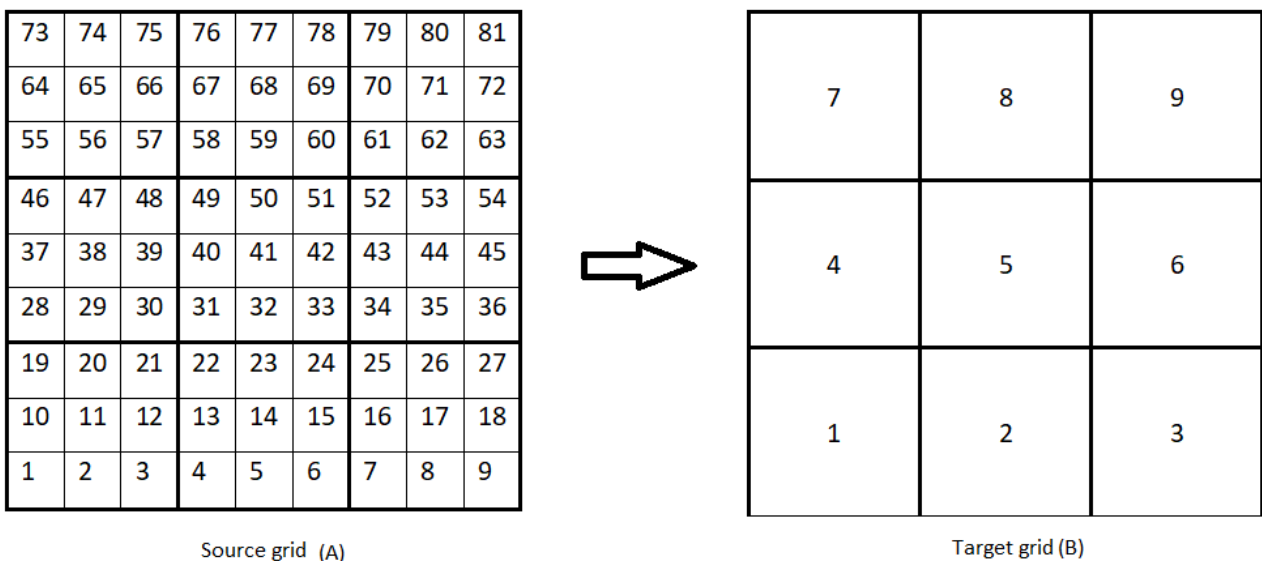 73 74 75 76 77 78 79 80 81
64 65 66 67 68 69 70 71 72
55 56 57 58 59 60 61 62 63
46 47 48 49 50 51 52 53 54
37 38 39 40 41 42 43 44 45
28 29 30 31 32 33 34 35 36
19 20 21 22 23 24 25 26 27
10 11 12 13 14 15 16 17 18
1 2 3 4 5 6 7 8 9
Source grid (A)
7 8 9
4 5 6
1 2 3
Target grid (B)